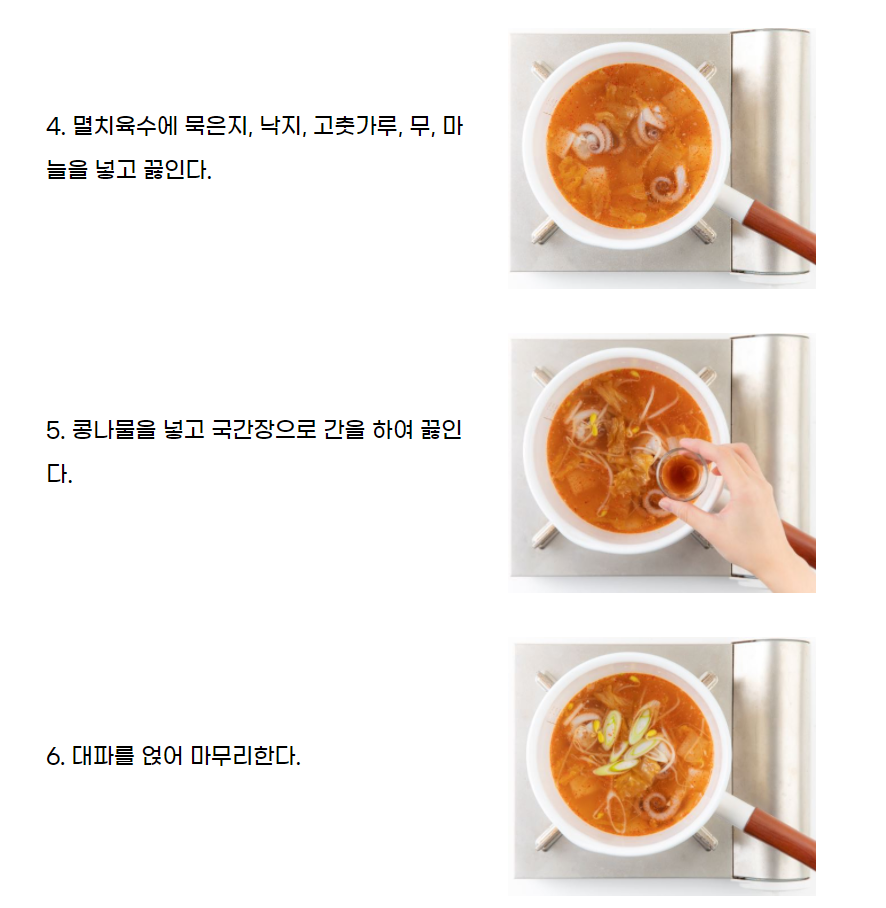 4. 멸치육수에 묵은지, 낙지, 고춧가루, 무, 마
늘을 넣고 끓인다.
5. 콩나물을 넣고 국간장으로 간을 하여 끓인
다.
6. 대파를 얹어 마무리한다.